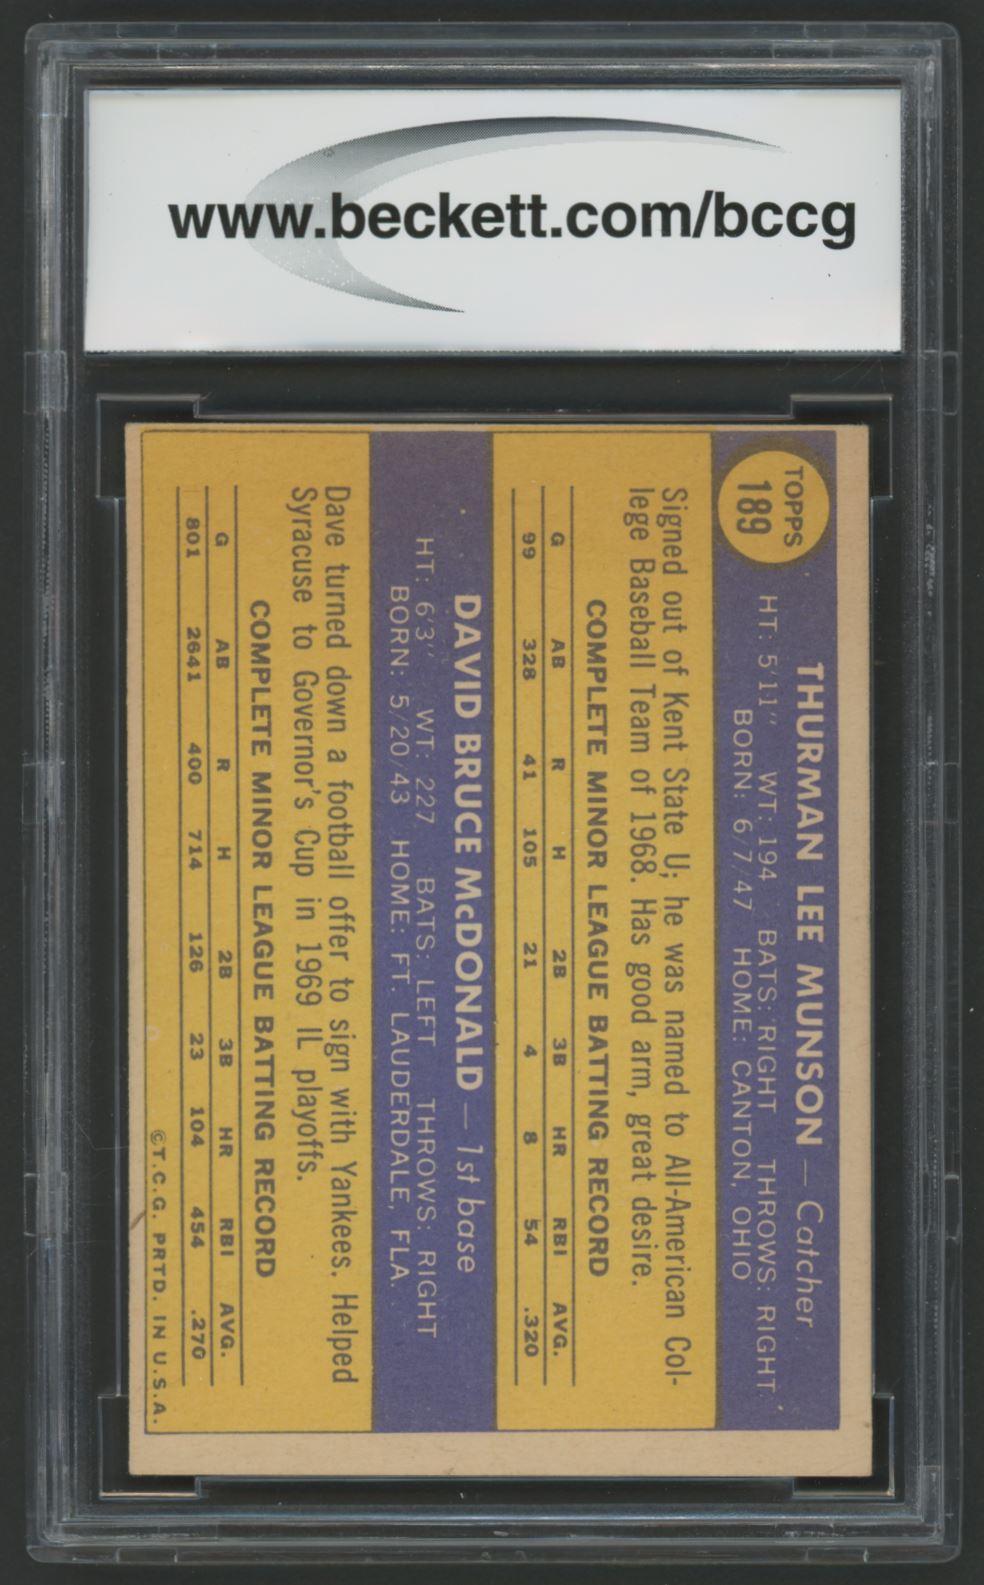 www.beckett.com/bccg
TOPPS
189
THURMAN LEE MUNSON — Catcher
HT: 5'11" WT: 194 BATS: RIGHT THROWS: RIGHT
BORN: 6/7/47 HOME: CANTON, OHIO
Signed out of Kent State U; he was named to All-American Col-
lege Baseball Team of 1968. Has good arm, great desire.
COMPLETE MINOR LEAGUE BATTING RECORD
G AB R H 2B 3B HR RBI AVG.
99 328 41 105 21 4 8 54 .320
DAVID BRUCE McDONALD — 1st base
HT: 6'3" WT: 227 BATS: LEFT THROWS: RIGHT
BORN: 5/20/43 HOME: FT. LAUDERDALE, FLA.
Dave turned down a football offer to sign with Yankees. Helped
Syracuse to Governor's Cup in 1969 IL playoffs.
COMPLETE MINOR LEAGUE BATTING RECORD
G AB R H 2B 3B HR RBI AVG.
801 2641 400 714 126 23 104 454 .270
©T.C.G. PRTD. IN U.S.A.